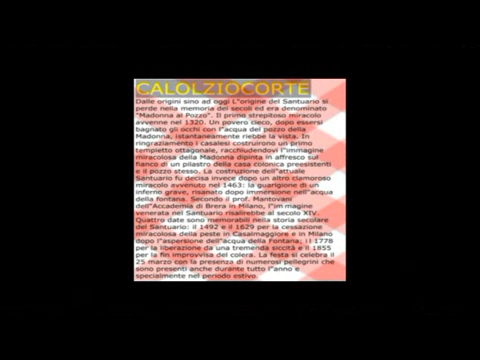 CALOLZIOCORTE
Dalle origini sino ad oggi L"origine del Santuario si
perde nella memoria dei secoli ed era denominato
"Madonna al Pozzo". Il primo strepitoso miracolo
avvenne nel 1320. Un povero cieco, dopo essersi
bagnato gli occhi con l"acqua del pozzo della
Madonna, istantaneamente riebbe la vista. In
ringraziamento i casalesi costruirono un primo
tempietto ottagonale, racchiudendovi l"immagine
miracolosa della Madonna dipinta in affresco sul
fianco di un pilastro della casa colonica preesistenti
e il pozzo stesso. La costruzione dell"attuale
Santuario fu decisa invece dopo un altro clamoroso
miracolo avvenuto nel 1463: la guarigione di un
infermo grave, risanato dopo immersione nell"acqua
della fontana. Secondo il prof. Mantovani
dell"Accademia di Brera in Milano, l"im magine
venerata nel Santuario risalirebbe al secolo XIV.
Quattro date sono memorabili nella storia secolare
del Santuario: il 1492 e il 1629 per la cessazione
miracolosa della peste in Casalmaggiore e in Milano
dopo l"aspersione dell"acqua della Fontana; il 1778
per la liberazione da una tremenda siccità e il 1855
per la fin improvvisa del colera. La festa si celebra il
25 marzo con la presenza di numerosi pellegrini che
sono presenti anche durante tutto l"anno e
specialmente nel periodo estivo.